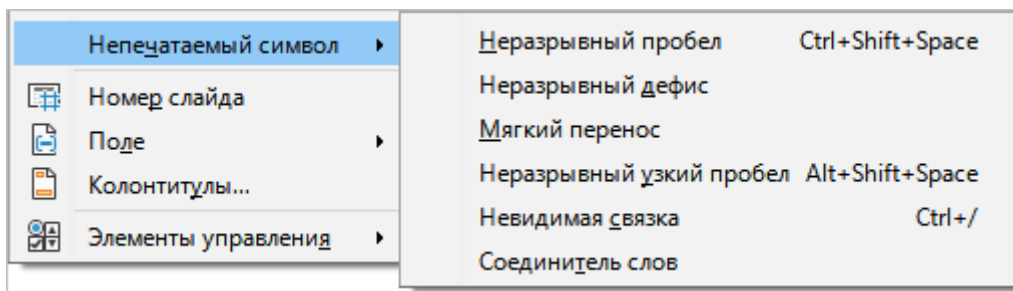 Непечатаемый символ
Номер слайда
Поле
Колонтитулы...
Элементы управления
Неразрывный пробел Ctrl+Shift+Space
Неразрывный дефис
Мягкий перенос
Неразрывный узкий пробел Alt+Shift+Space
Невидимая связка Ctrl+/
Соединитель слов